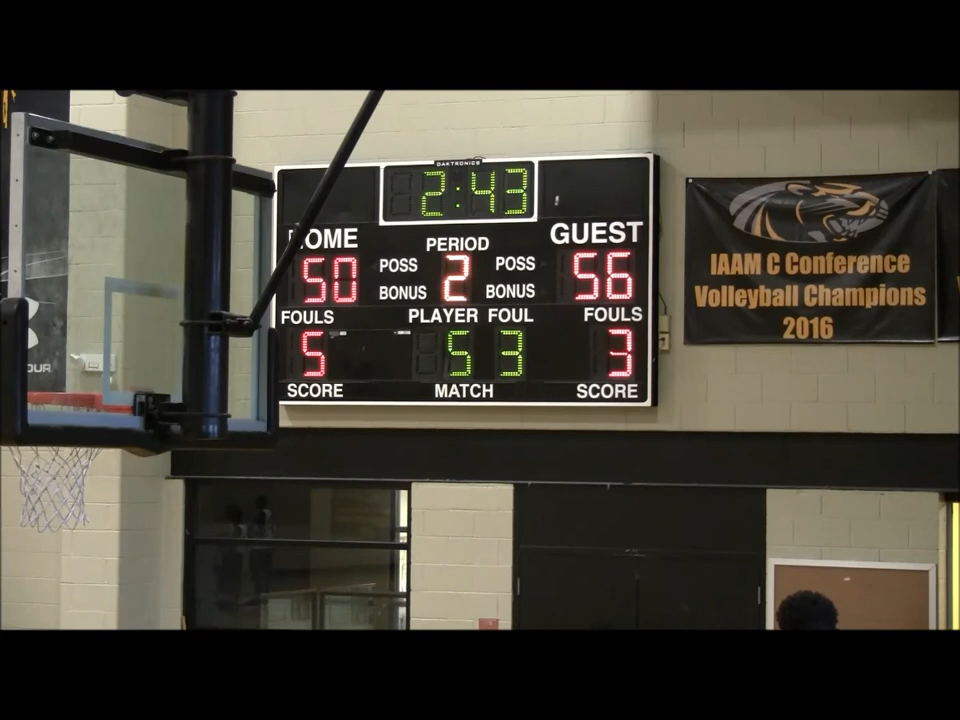 DAKTRONICS
2:43
HOME GUEST
PERIOD
50 POSS 2 POSS 56
BONUS BONUS
FOULS PLAYER FOUL FOULS
5 5 3 3
SCORE MATCH SCORE
IAAM C Conference
Volleyball Champions
2016
OUR